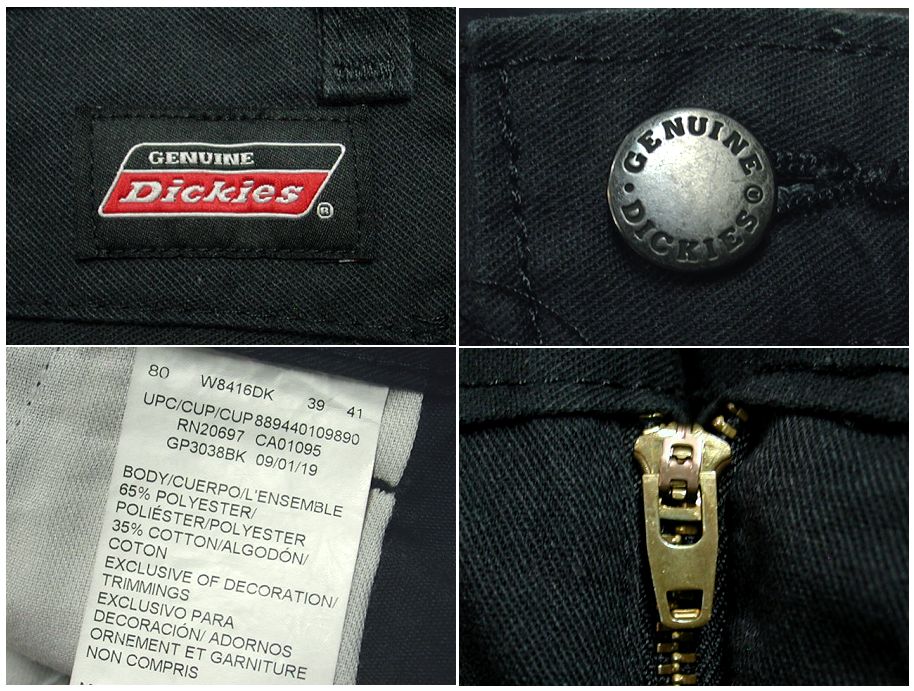 GENUINE
Dickies ®
GENUINE DICKIES ®
80 W8416DK 39 41
UPC/CUP/CUP 889440109890
RN20697 CA01095
GP3038BK 09/01/19
BODY/CUERPO/L'ENSEMBLE
65% POLYESTER/
POLIÉSTER/POLYESTER
35% COTTON/ALGODÓN/
COTON
EXCLUSIVE OF DECORATION/
TRIMMINGS
EXCLUSIVO PARA
DECORACIÓN/ ADORNOS
ORNEMENT ET GARNITURE
NON COMPRIS